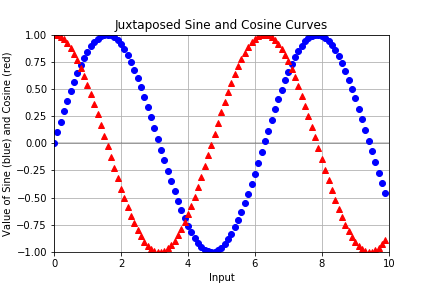 Juxtaposed Sine and Cosine Curves
Value of Sine (blue) and Cosine (red)
1.00
0.75
0.50
0.25
0.00
−0.25
−0.50
−0.75
−1.00
0 2 4 6 8 10
Input